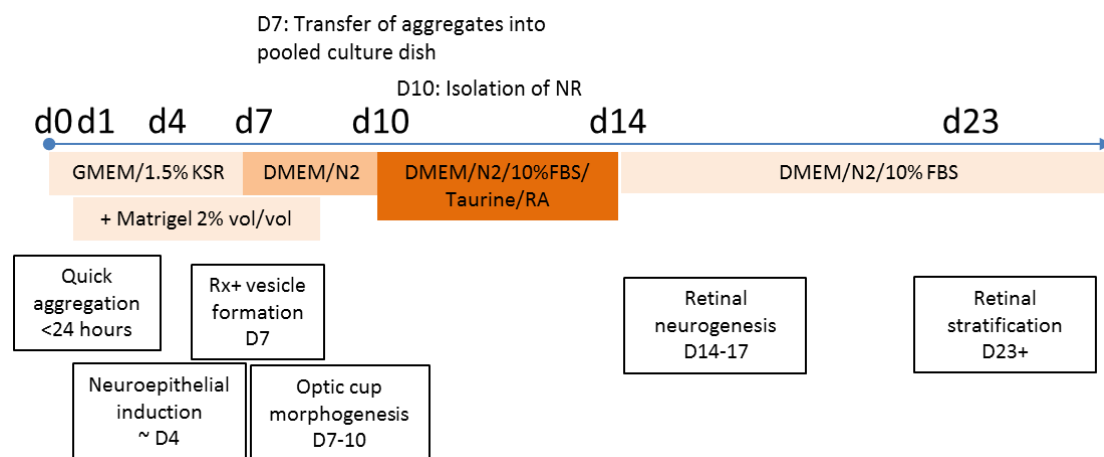 D7: Transfer of aggregates into
pooled culture dish
D10: Isolation of NR
d0 d1 d4 d7 d10 d14 d23
GMEM/1.5% KSR
DMEM/N2
DMEM/N2/10%FBS/
Taurine/RA
DMEM/N2/10% FBS
+ Matrigel 2% vol/vol
Quick
aggregation
<24 hours
Rx+ vesicle
formation
D7
Retinal
neurogenesis
D14-17
Retinal
stratification
D23+
Neuroepithelial
induction
~ D4
Optic cup
morphogenesis
D7-10